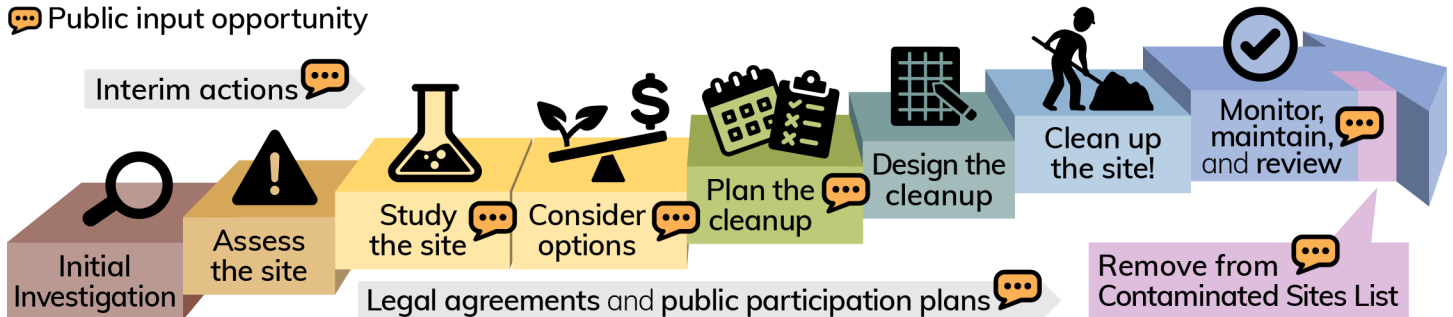 Public input opportunity
Interim actions
Initial
Investigation
Assess
the site
Study
the site
Consider
options
Plan the
cleanup
Design the
cleanup
Clean up
the site!
Monitor,
maintain,
and review
Legal agreements and public participation plans
Remove from
Contaminated Sites List